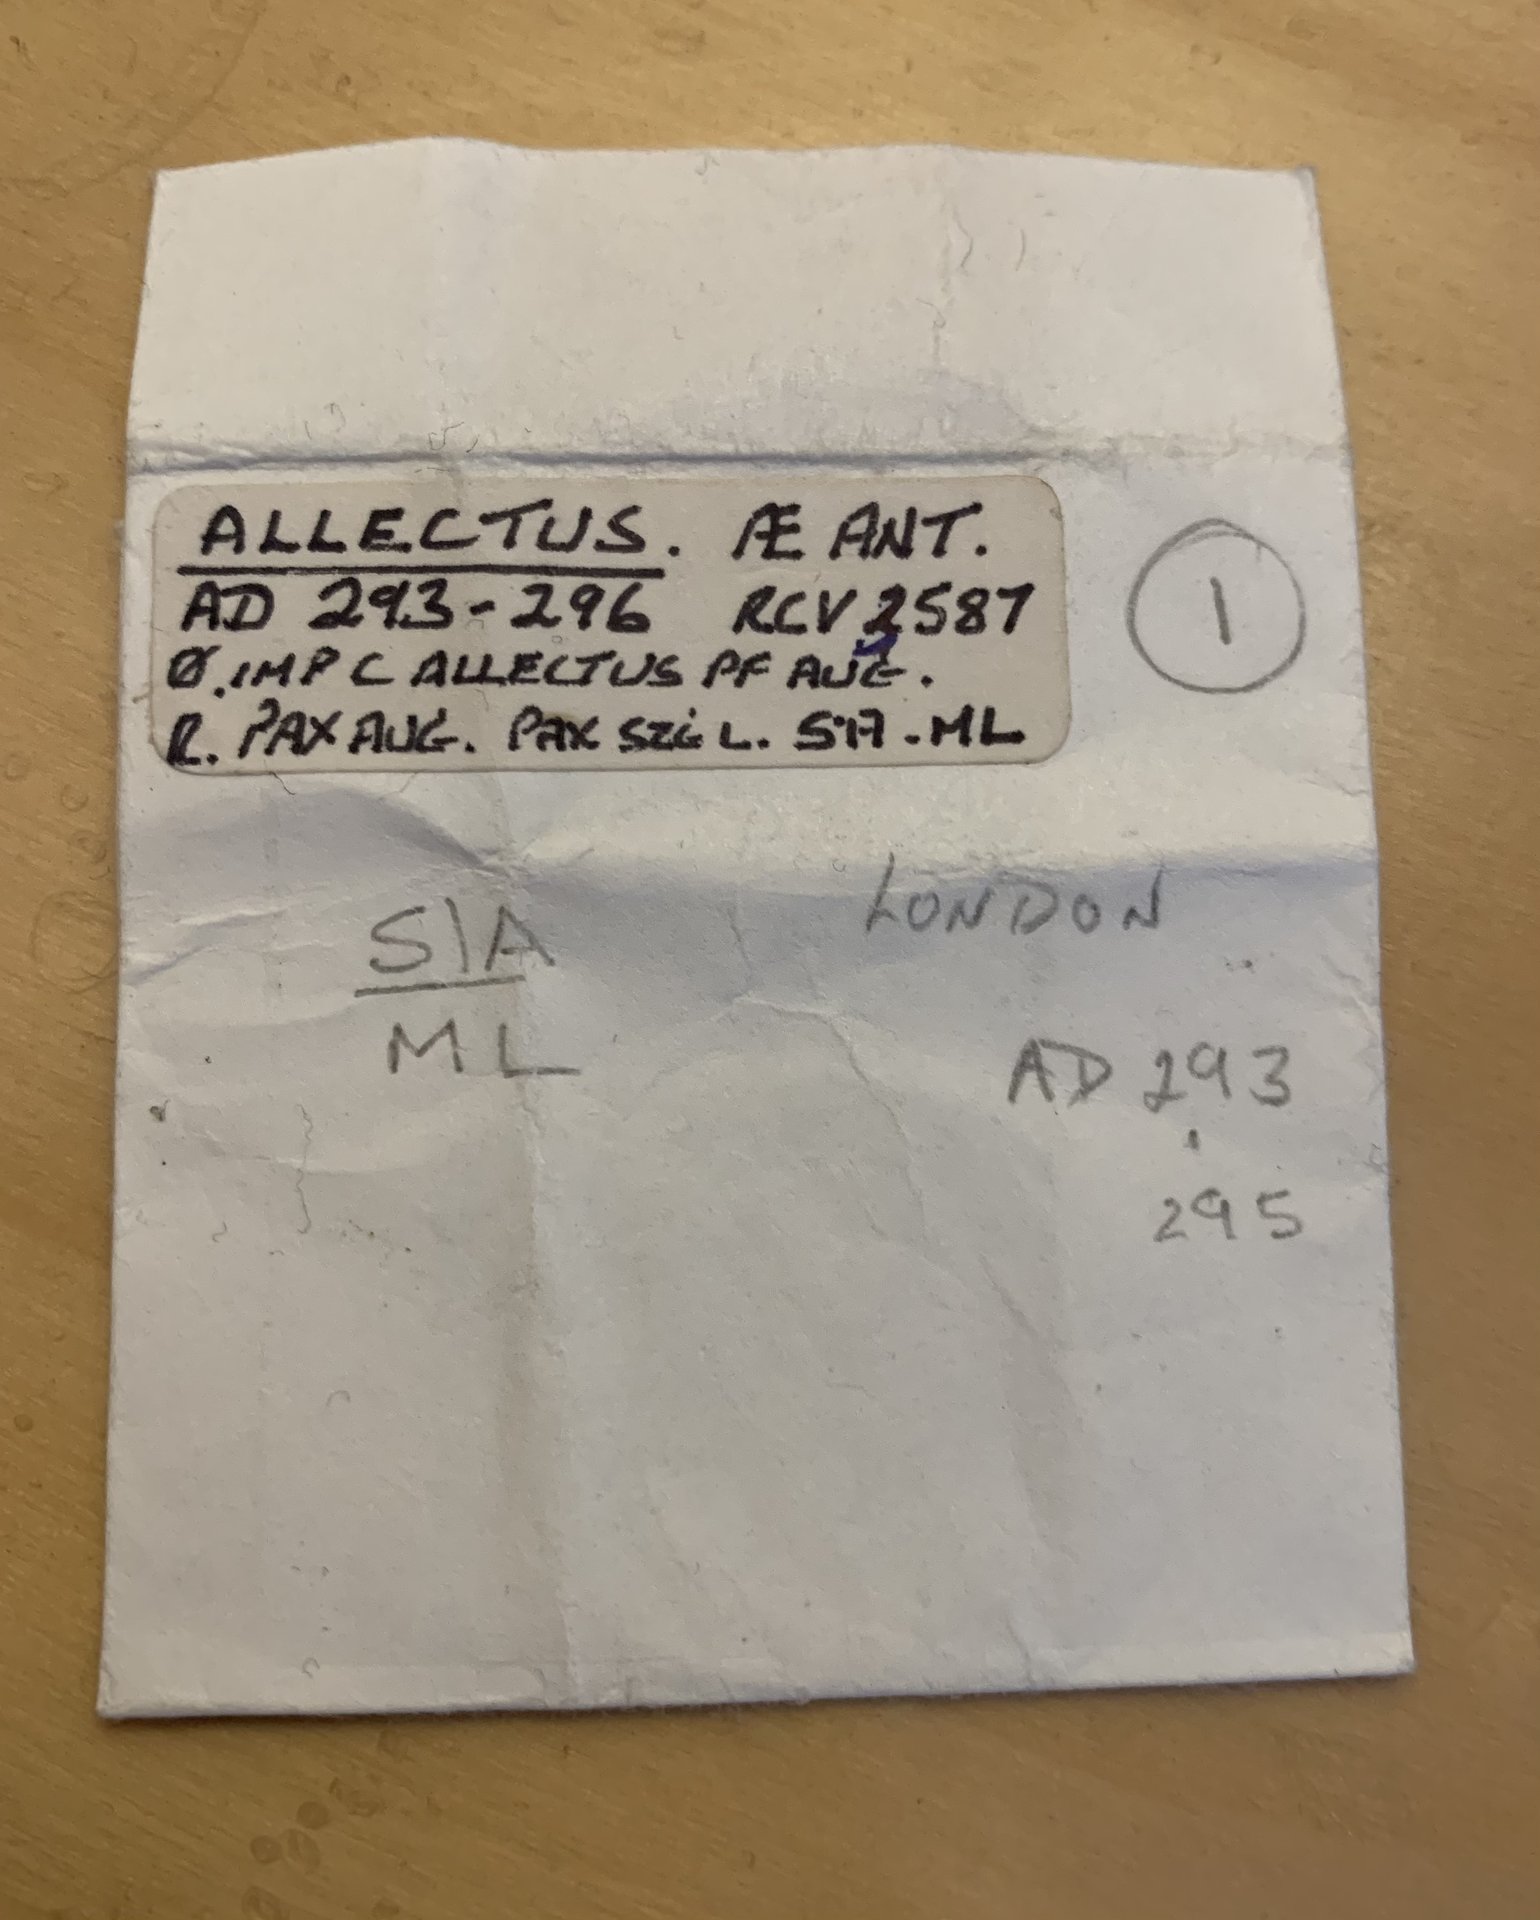 ALLECTUS. Æ ANT.
AD 293-296 RCV 2587
Ø. IMP C ALLECTUS PF AUG.
R. PAX AUG. PAX STG L. S·A·ML
1
S|A
ML
LONDON
AD 293
·
295